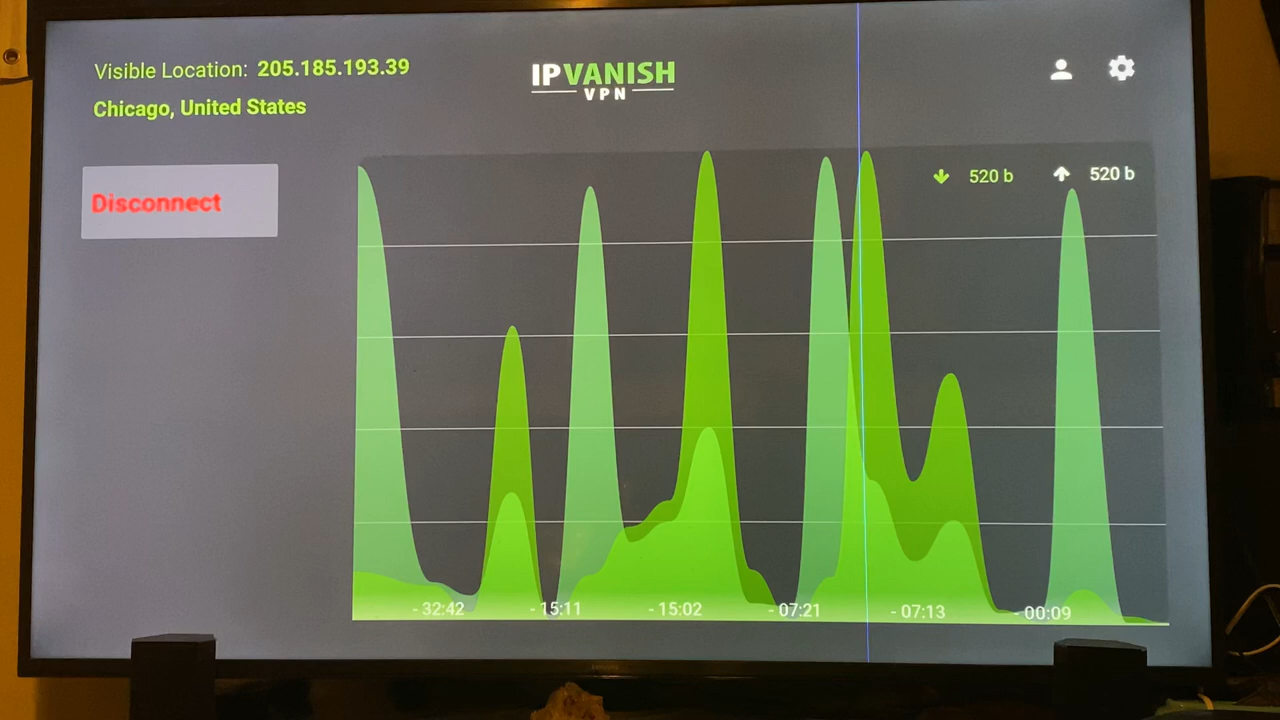 Visible Location: 205.185.193.39
Chicago, United States
IPVANISH
VPN
Disconnect
520 b
520 b
- 32:42
- 15:11
- 15:02
- 07:21
- 07:13
- 00:09